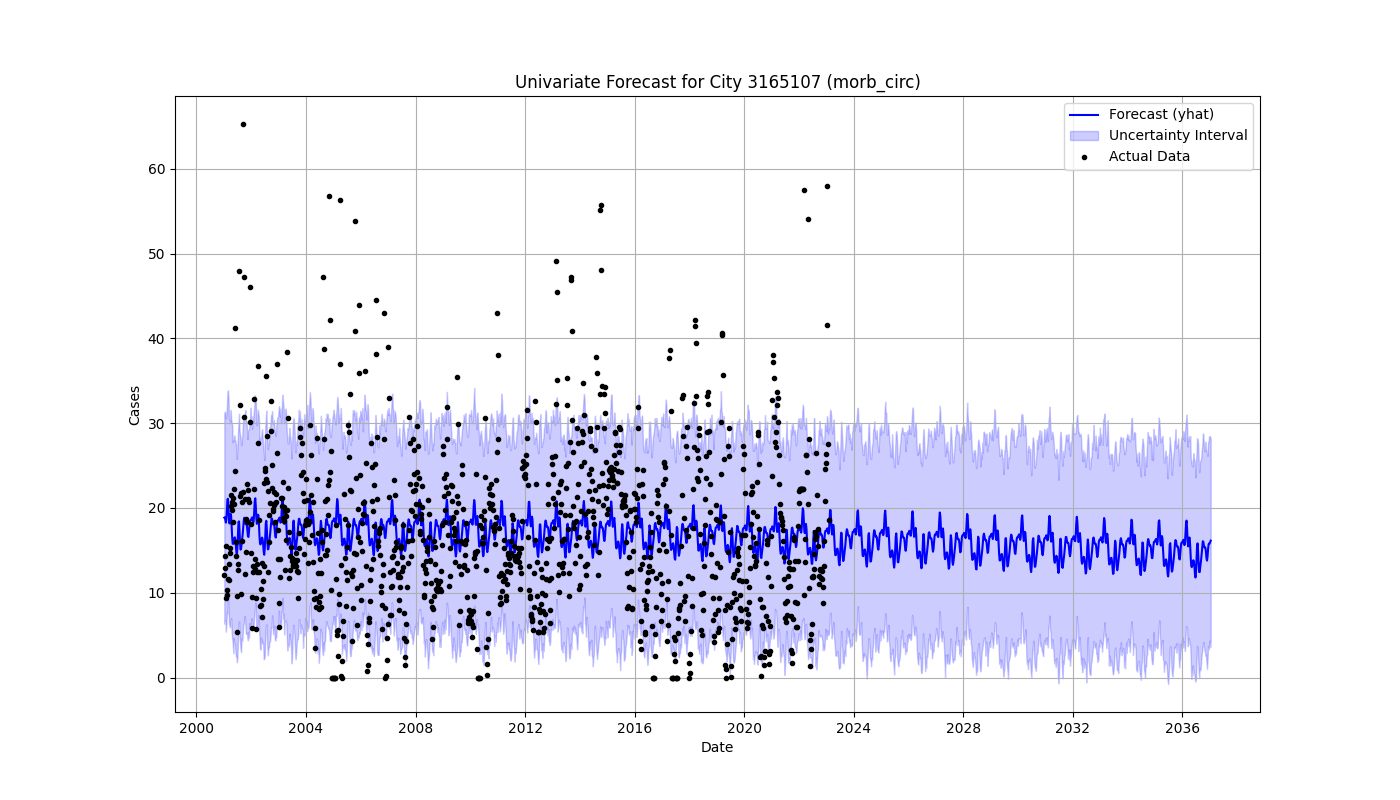 Univariate Forecast for City 3165107 (morb_circ)
Forecast (yhat)
Uncertainty Interval
Actual Data
Cases
60
50
40
30
20
10
0
2000 2004 2008 2012 2016 2020 2024 2028 2032 2036
Date